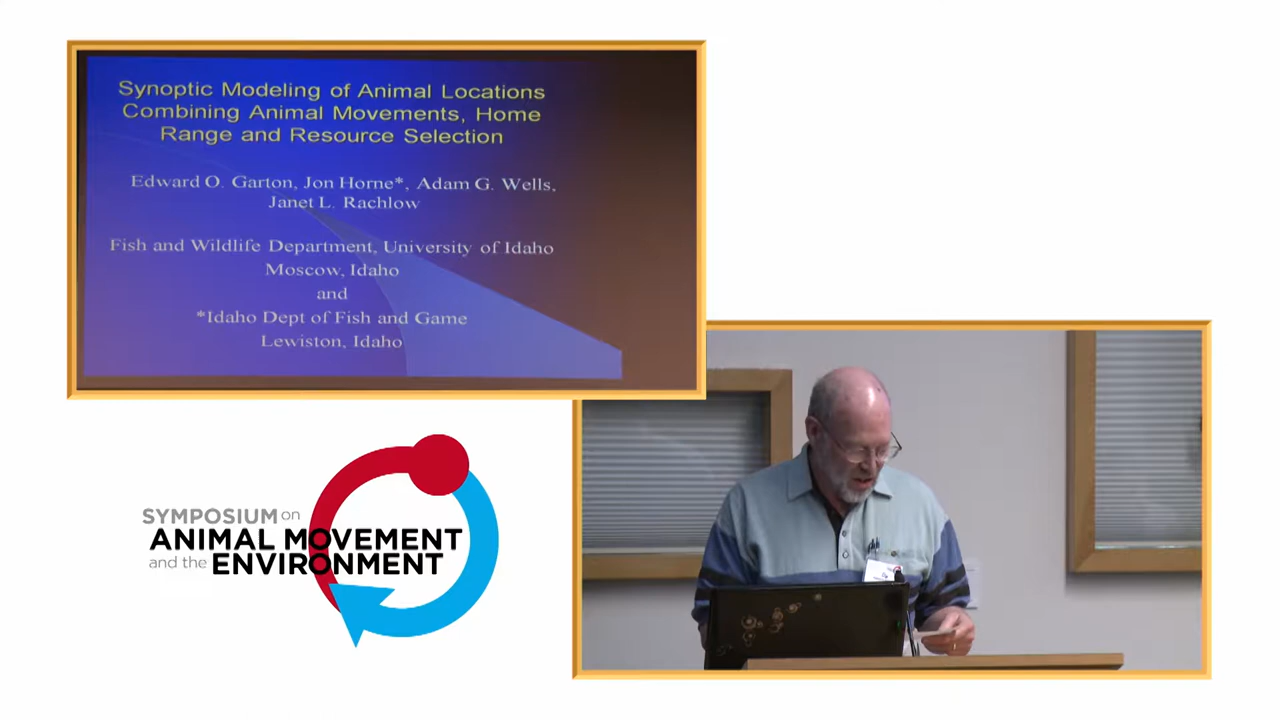 Synoptic Modeling of Animal Locations
Combining Animal Movements, Home
Range and Resource Selection
Edward O. Garton, Jon Horne*, Adam G. Wells,
Janet L. Rachlow
Fish and Wildlife Department, University of Idaho
Moscow, Idaho
and
*Idaho Dept of Fish and Game
Lewiston, Idaho
SYMPOSIUM on
ANIMAL MOVEMENT
and the ENVIRONMENT